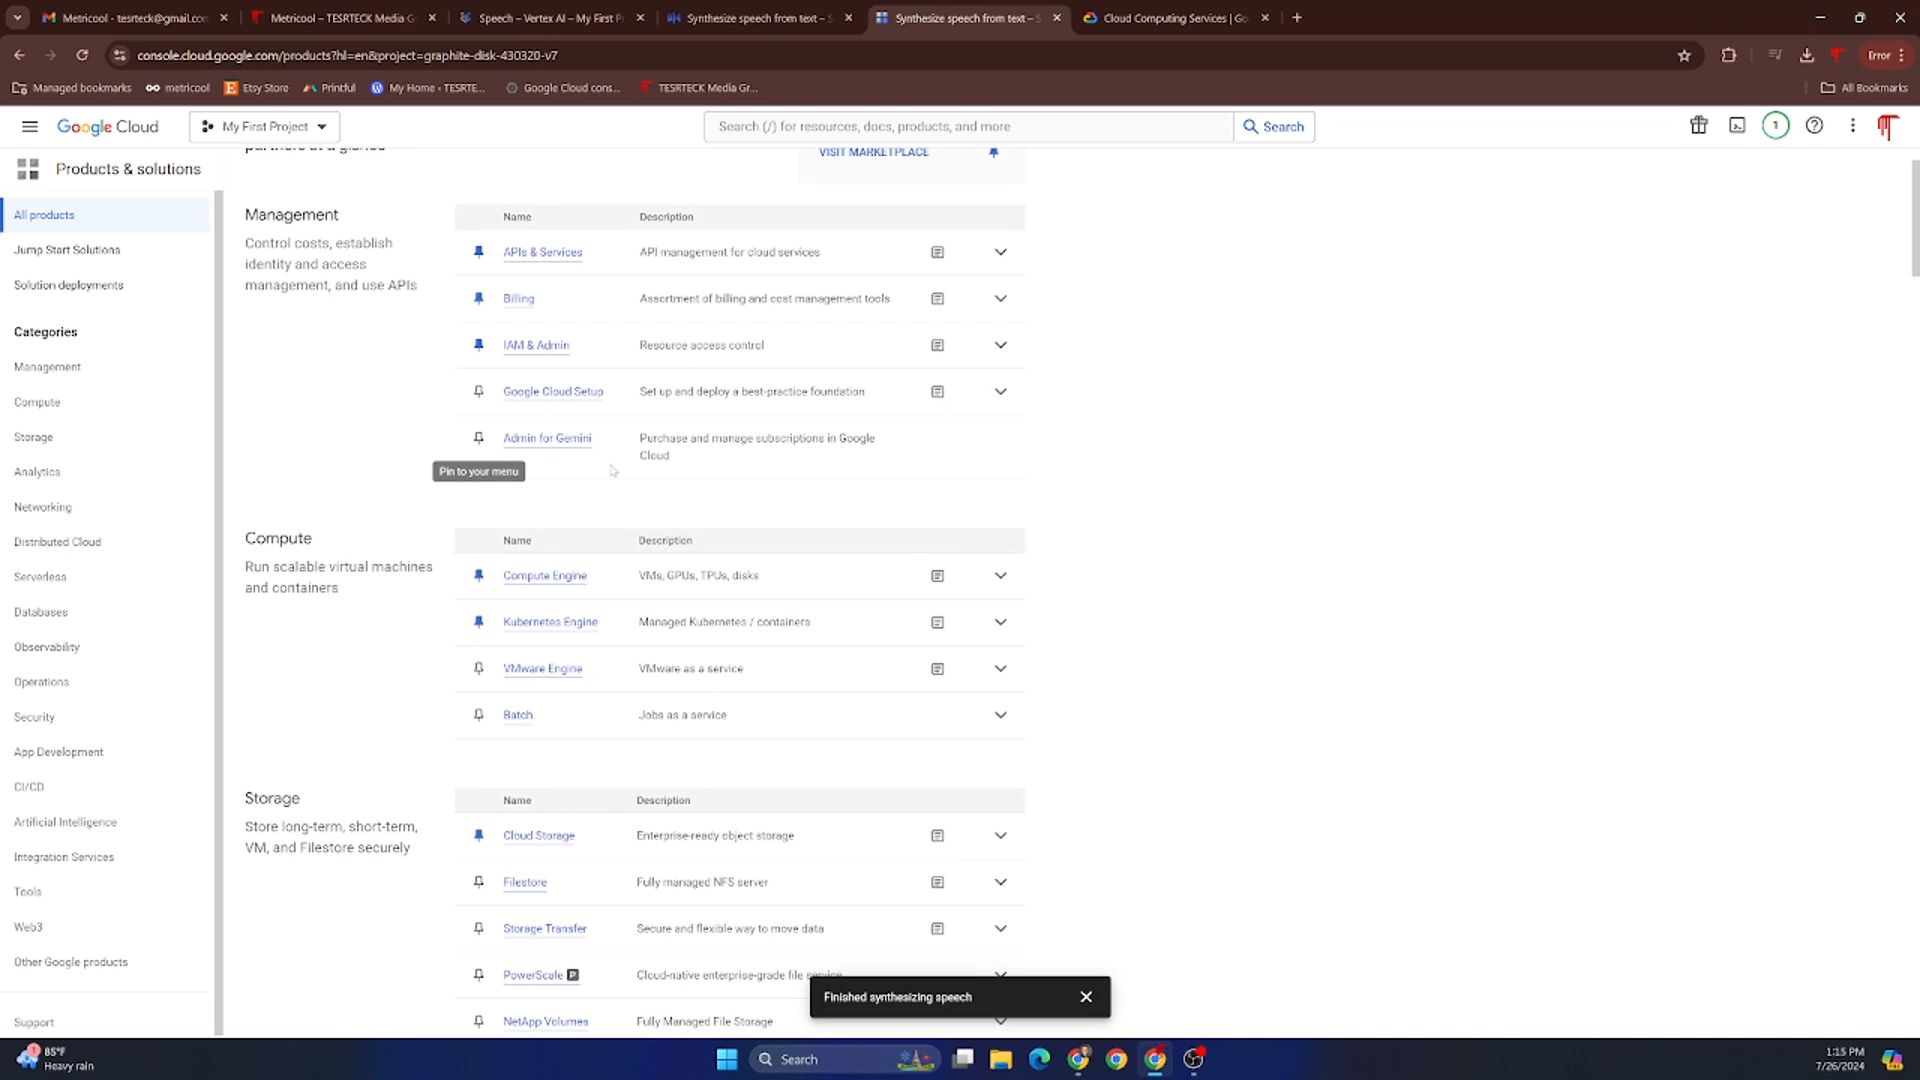 Metricool - tesrteck@gmail.co
Metricool – TESRTECK Media G
Speech – Vertex AI – My First P
Synthesize speech from text – S
Synthesize speech from text – S
Cloud Computing Services | Go
console.cloud.google.com/products?hl=en&project=graphite-disk-430320-v7
Error
Managed bookmarks
metricool
Etsy Store
Printful
My Home ‹ TESRTE...
Google Cloud cons...
TESRTECK Media Gr...
All Bookmarks
Google Cloud
My First Project
Search (/) for resources, docs, products, and more
Search
1
Products & solutions
partners at a glance
VISIT MARKETPLACE
All products
Jump Start Solutions
Solution deployments
Categories
Management
Compute
Storage
Analytics
Networking
Distributed Cloud
Serverless
Databases
Observability
Operations
Security
App Development
CI/CD
Artificial Intelligence
Integration Services
Tools
Web3
Other Google products
Support
Management
Control costs, establish
identity and access
management, and use APIs
Name Description
APIs & Services API management for cloud services
Billing Assortment of billing and cost management tools
IAM & Admin Resource access control
Google Cloud Setup Set up and deploy a best-practice foundation
Admin for Gemini Purchase and manage subscriptions in Google
Cloud
Pin to your menu
Compute
Run scalable virtual machines
and containers
Name Description
Compute Engine VMs, GPUs, TPUs, disks
Kubernetes Engine Managed Kubernetes / containers
VMware Engine VMware as a service
Batch Jobs as a service
Storage
Store long-term, short-term,
VM, and Filestore securely
Name Description
Cloud Storage Enterprise-ready object storage
Filestore Fully managed NFS server
Storage Transfer Secure and flexible way to move data
PowerScale P Cloud-native enterprise-grade file service
NetApp Volumes Fully Managed File Storage
Finished synthesizing speech
1
85°F
Heavy rain
Search
1:15 PM
7/26/2024